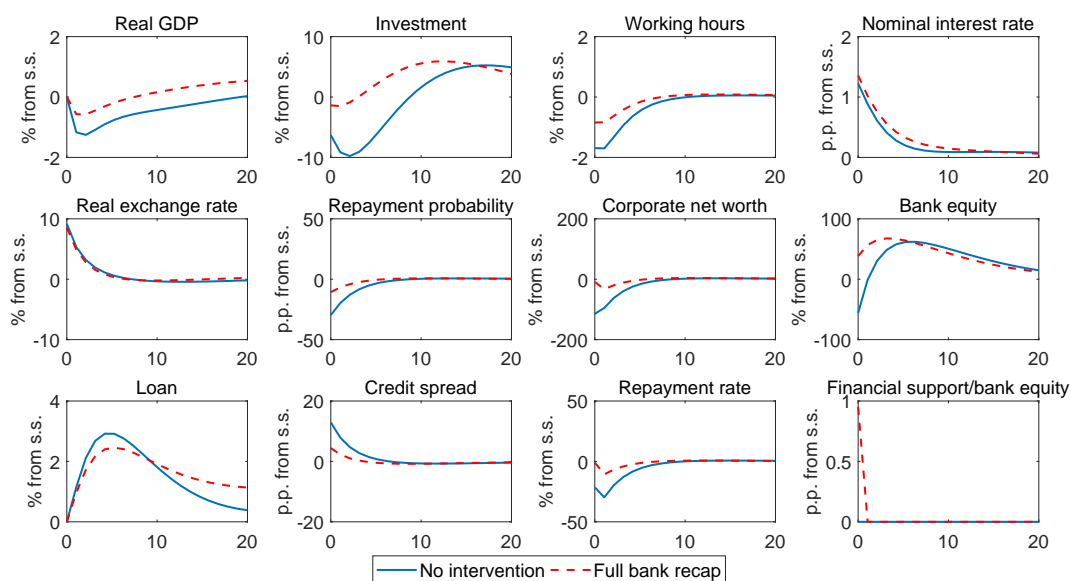 Real GDP
Investment
Working hours
Nominal interest rate
% from s.s.
2
0
-2
0 10 20
% from s.s.
10
0
-10
0 10 20
% from s.s.
2
0
-2
0 10 20
p.p. from s.s.
2
1
0
0 10 20
Real exchange rate
Repayment probability
Corporate net worth
Bank equity
% from s.s.
10
0
-10
0 10 20
p.p. from s.s.
50
0
-50
0 10 20
% from s.s.
200
0
-200
0 10 20
% from s.s.
100
0
-100
0 10 20
Loan
Credit spread
Repayment rate
Financial support/bank equity
% from s.s.
4
2
0
0 10 20
p.p. from s.s.
20
0
-20
0 10 20
% from s.s.
50
0
-50
0 10 20
p.p. from s.s.
1
0.5
0
0 10 20
No intervention
Full bank recap